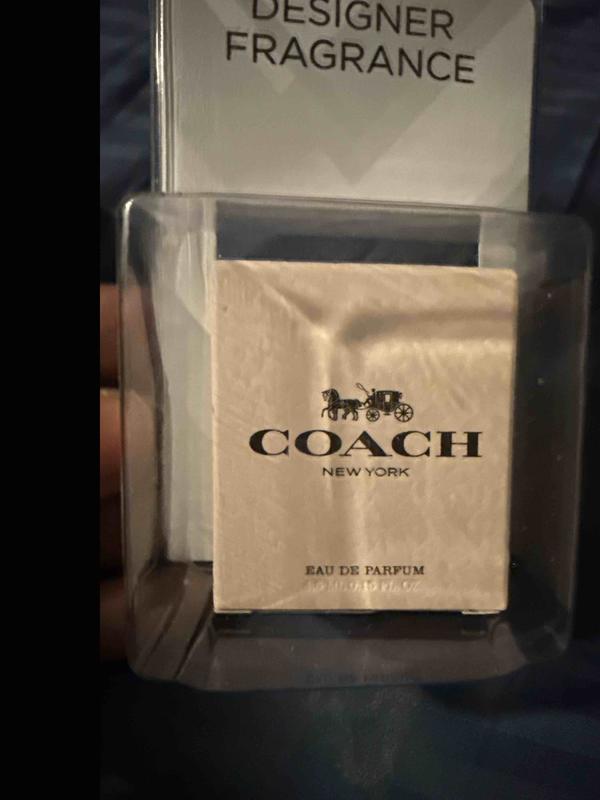 DESIGNER
FRAGRANCE
COACH
NEW YORK
EAU DE PARFUM